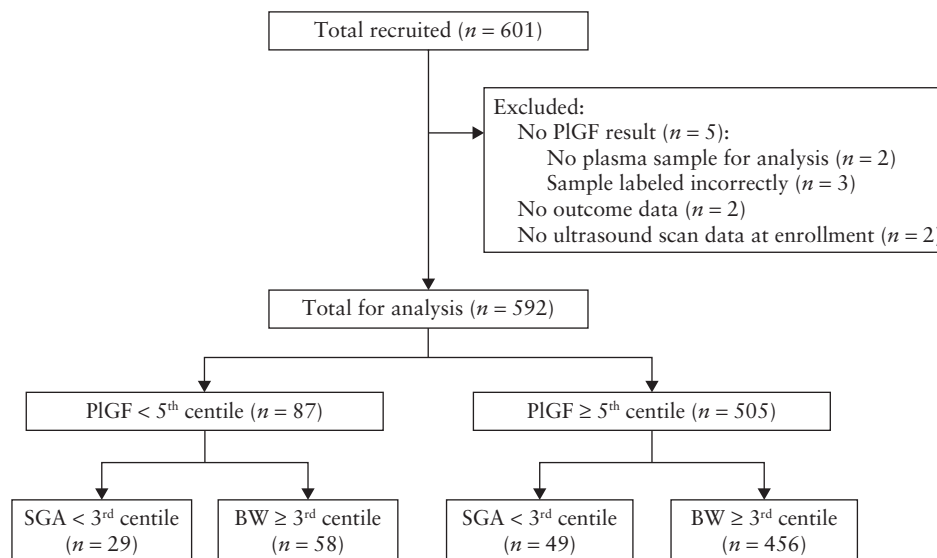 Total recruited (n = 601)
Excluded:
No PlGF result (n = 5):
No plasma sample for analysis (n = 2)
Sample labeled incorrectly (n = 3)
No outcome data (n = 2)
No ultrasound scan data at enrollment (n = 2)
Total for analysis (n = 592)
PlGF < 5th centile (n = 87)
PlGF ≥ 5th centile (n = 505)
SGA < 3rd centile
(n = 29)
BW ≥ 3rd centile
(n = 58)
SGA < 3rd centile
(n = 49)
BW ≥ 3rd centile
(n = 456)